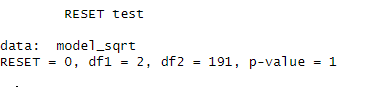 RESET test
data:  model_sqrt
RESET = 0, df1 = 2, df2 = 191, p-value = 1